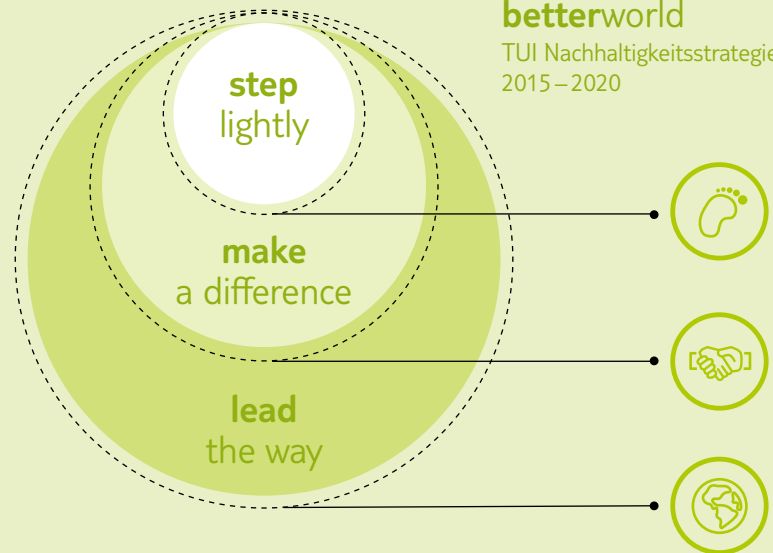 betterworld
TUI Nachhaltigkeitsstrategie
2015–2020
step
lightly
make
a difference
lead
the way